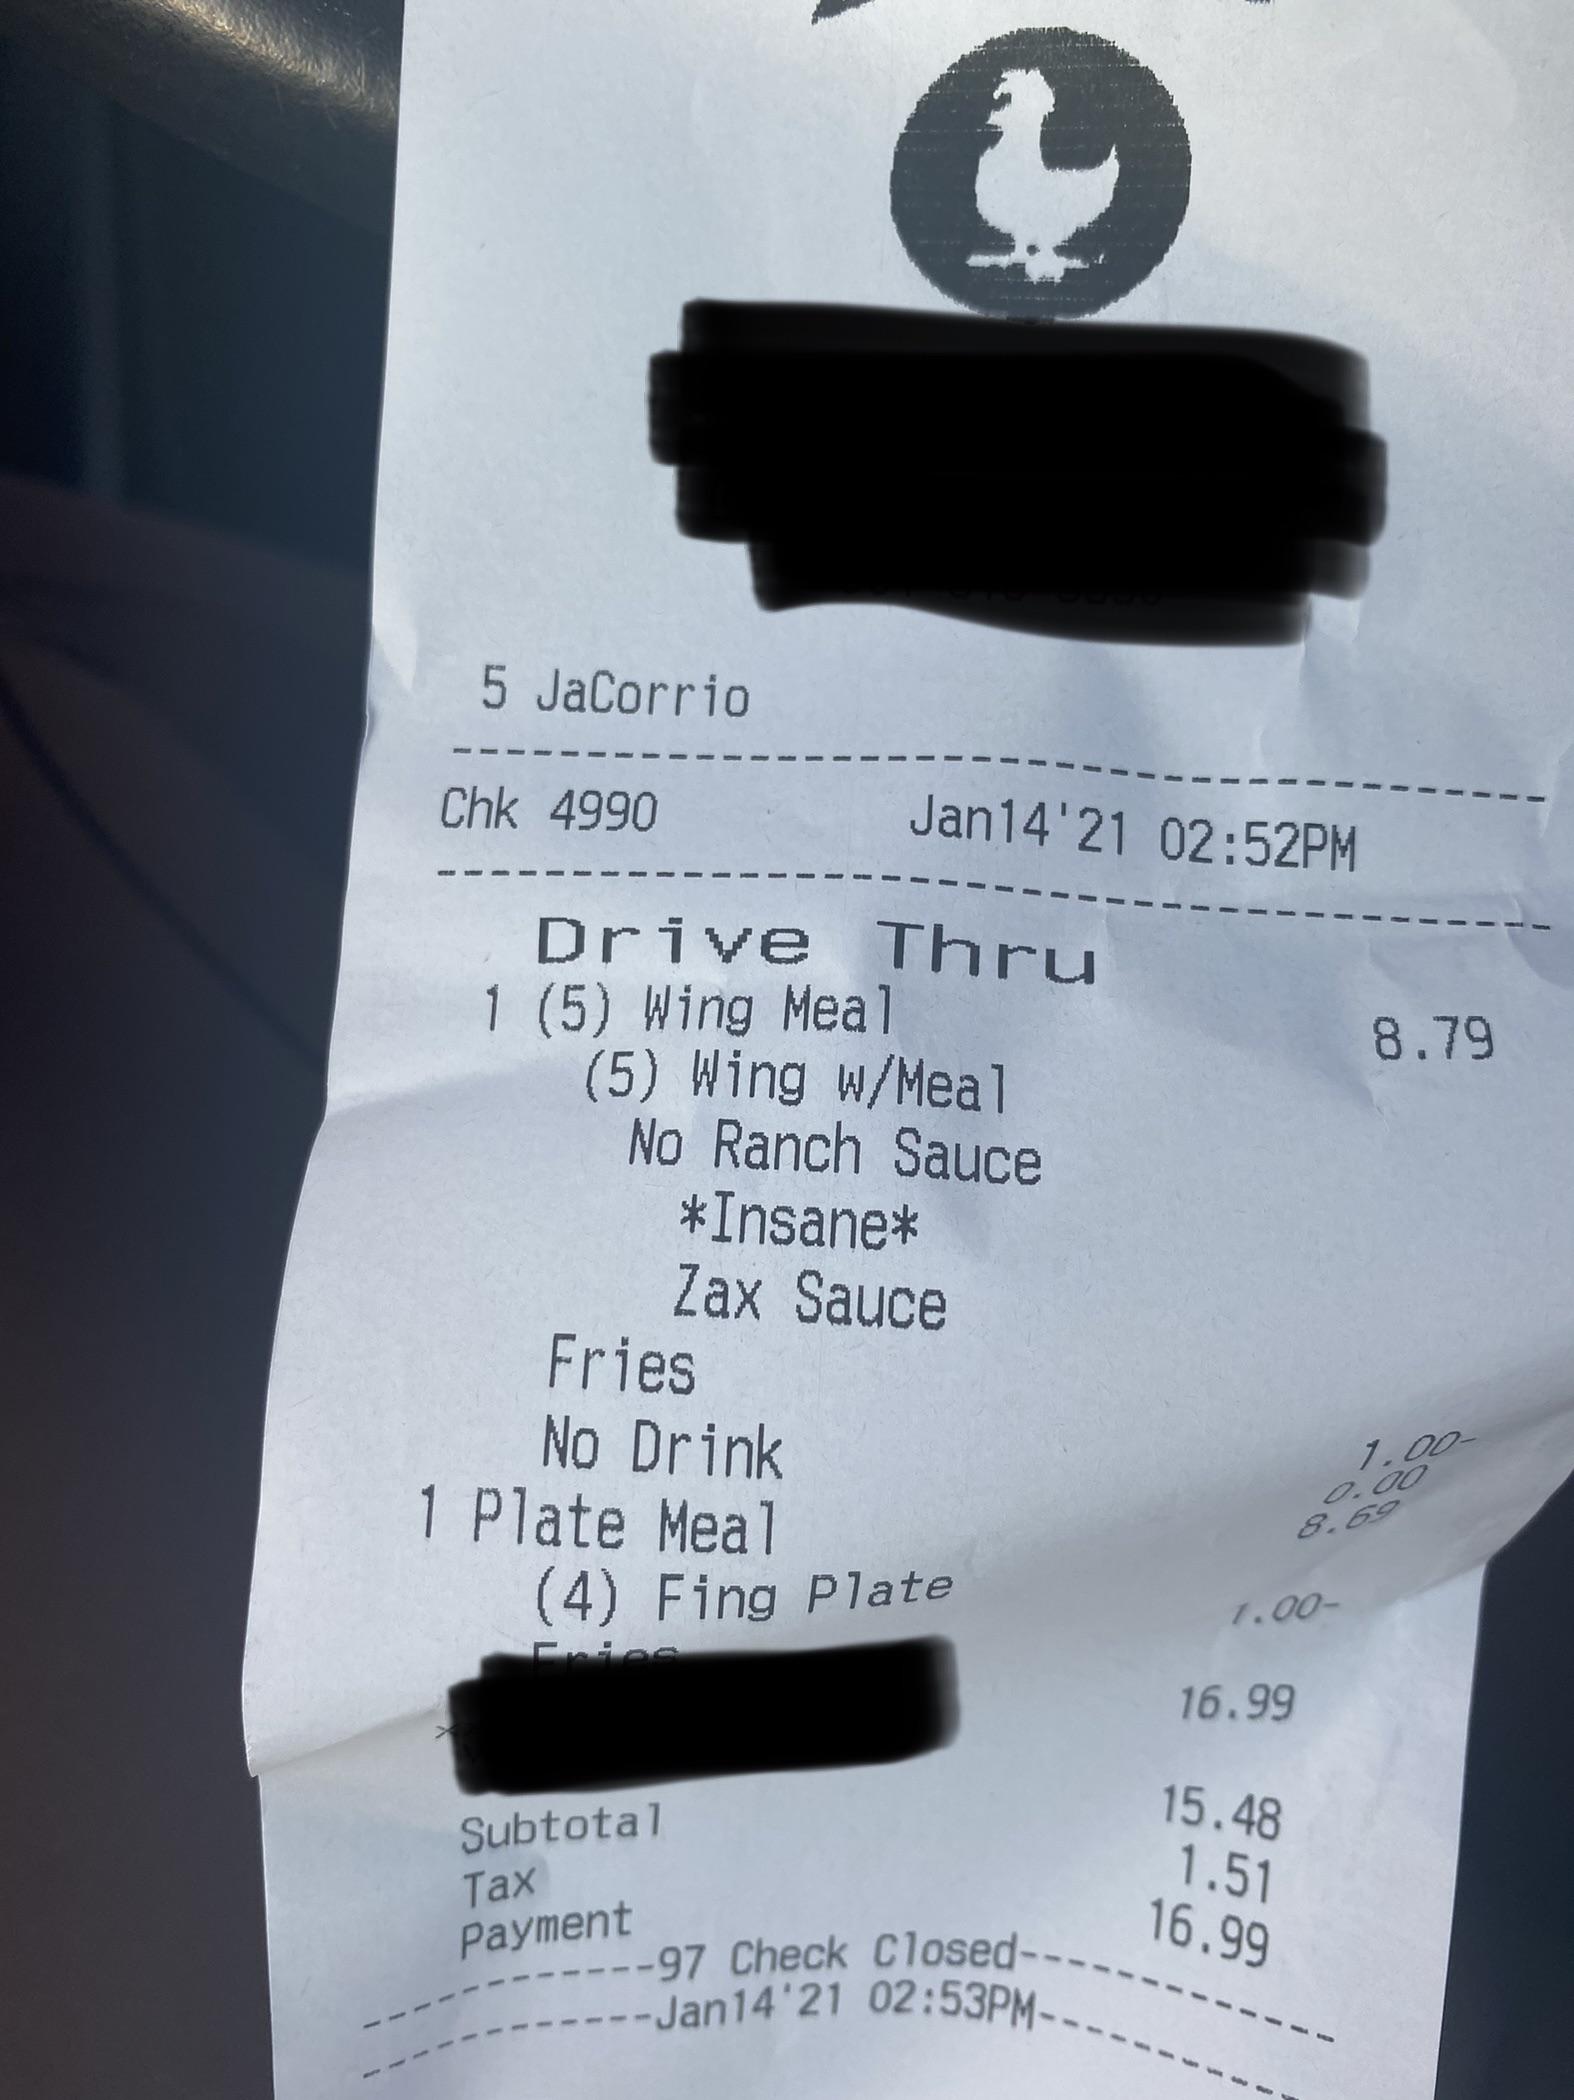 5 JaCorrio
Chk 4990 Jan14'21 02:52PM
Drive Thru
1 (5) Wing Meal 8.79
(5) Wing w/Meal
No Ranch Sauce
*Insane*
Zax Sauce
Fries
No Drink 1.00-
1 Plate Meal 0.00
(4) Fing Plate 8.69
Fries
1.00-
16.99
Subtotal 15.48
Tax 1.51
Payment 16.99
----------97 Check Closed------------
----------Jan14'21 02:53PM------------